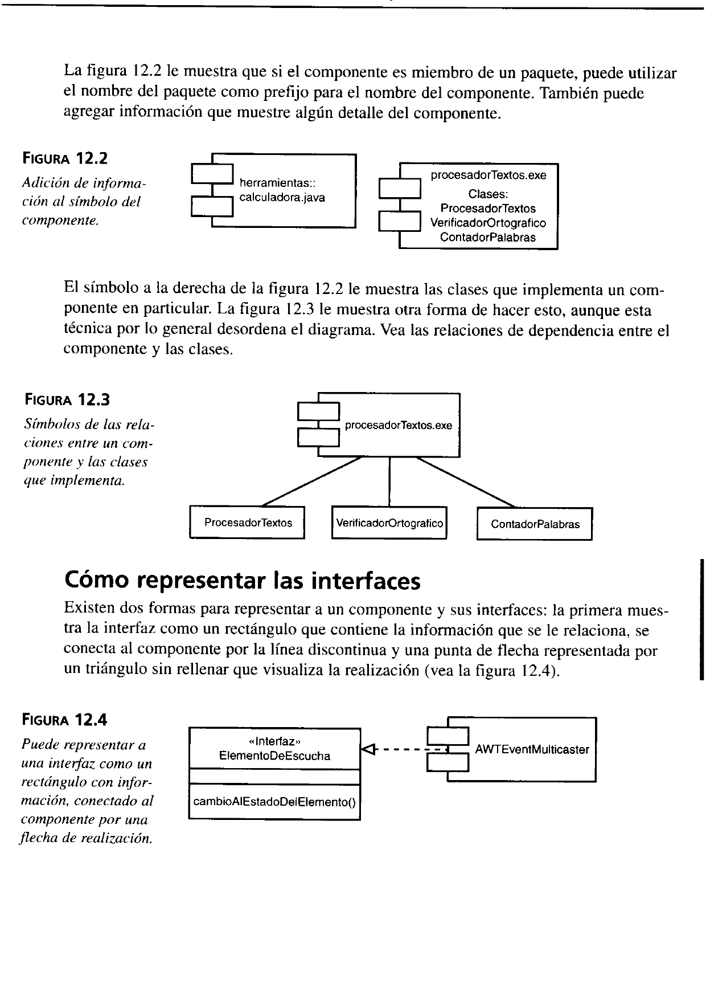 La figura 12.2 le muestra que si el componente es miembro de un paquete, puede utilizar
el nombre del paquete como prefijo para el nombre del componente. También puede
agregar información que muestre algún detalle del componente.
FIGURA 12.2
Adición de informa-
ción al símbolo del
componente.
herramientas::
calculadora.java
procesadorTextos.exe
Clases:
ProcesadorTextos
VerificadorOrtografico
ContadorPalabras
El símbolo a la derecha de la figura 12.2 le muestra las clases que implementa un com-
ponente en particular. La figura 12.3 le muestra otra forma de hacer esto, aunque esta
técnica por lo general desordena el diagrama. Vea las relaciones de dependencia entre el
componente y las clases.
FIGURA 12.3
Símbolos de las rela-
ciones entre un com-
ponente y las clases
que implementa.
procesadorTextos.exe
ProcesadorTextos
VerificadorOrtografico
ContadorPalabras
Cómo representar las interfaces
Existen dos formas para representar a un componente y sus interfaces: la primera mues-
tra la interfaz como un rectángulo que contiene la información que se le relaciona, se
conecta al componente por la línea discontinua y una punta de flecha representada por
un triángulo sin rellenar que visualiza la realización (vea la figura 12.4).
FIGURA 12.4
Puede representar a
una interfaz como un
rectángulo con infor-
mación, conectado al
componente por una
flecha de realización.
«Interfaz»
ElementoDeEscucha
cambioAlEstadoDelElemento()
AWTEventMulticaster